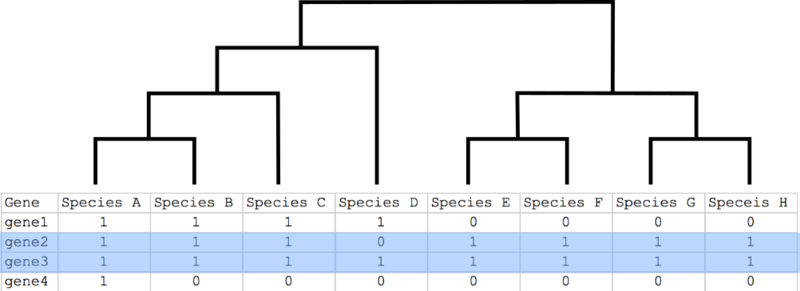 Gene Species A Species B Species C Species D Species E Species F Species G Speceis H
gene1 1 1 1 1 0 0 0 0
gene2 1 1 1 0 1 1 1 1
gene3 1 1 1 1 1 1 1 1
gene4 1 0 0 0 0 0 0 0